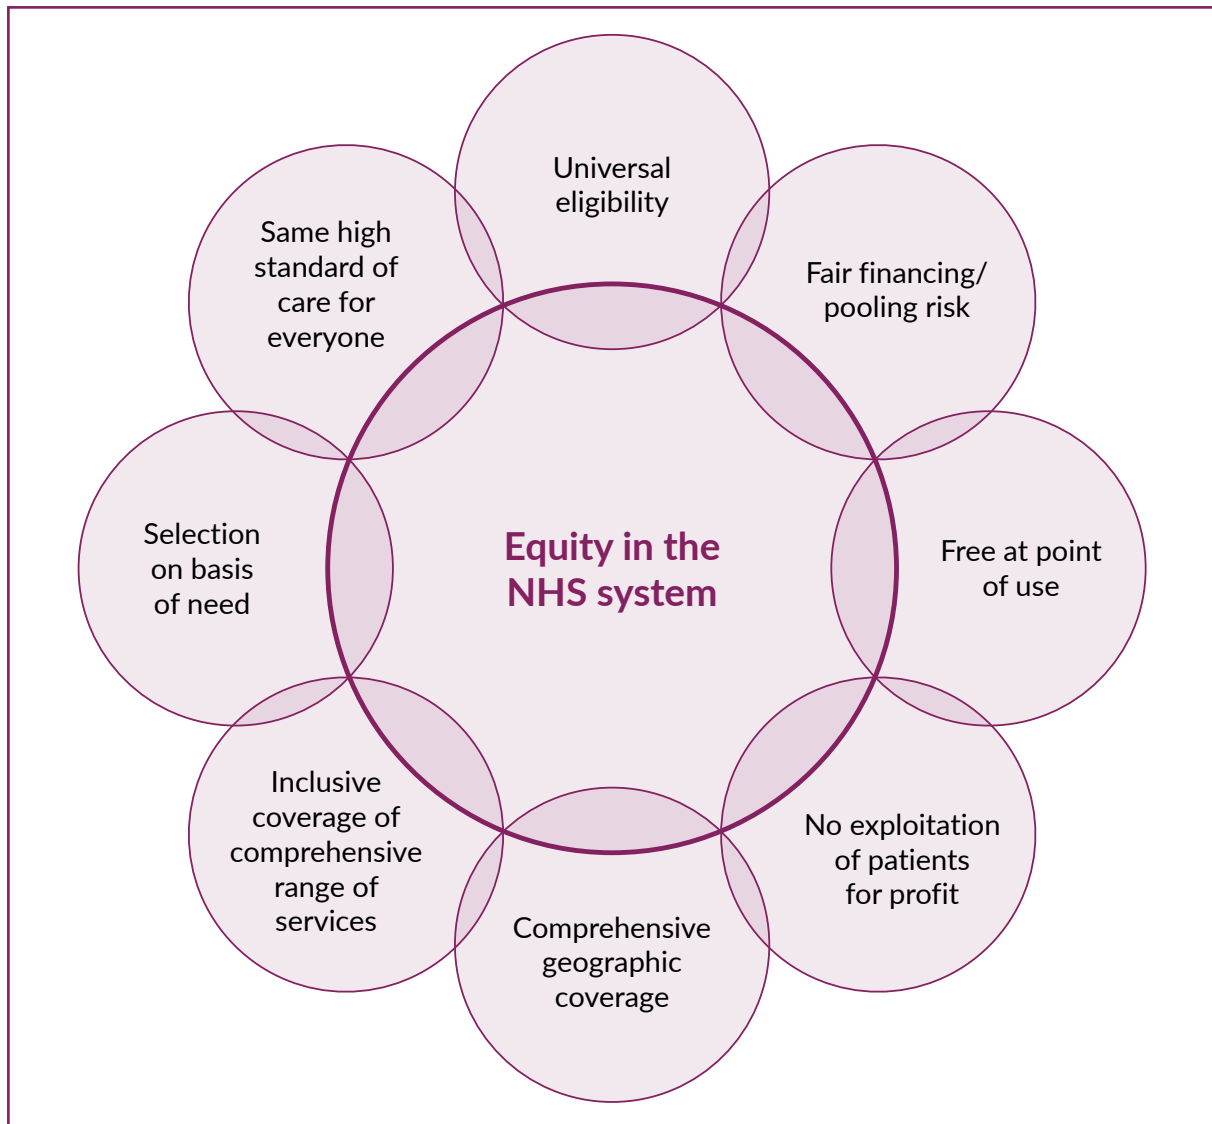 Universal
eligibility
Fair financing/
pooling risk
Free at point
of use
No exploitation
of patients
for profit
Comprehensive
geographic
coverage
Inclusive
coverage of
comprehensive
range of
services
Selection
on basis
of need
Same high
standard of
care for
everyone
Equity in the
NHS system